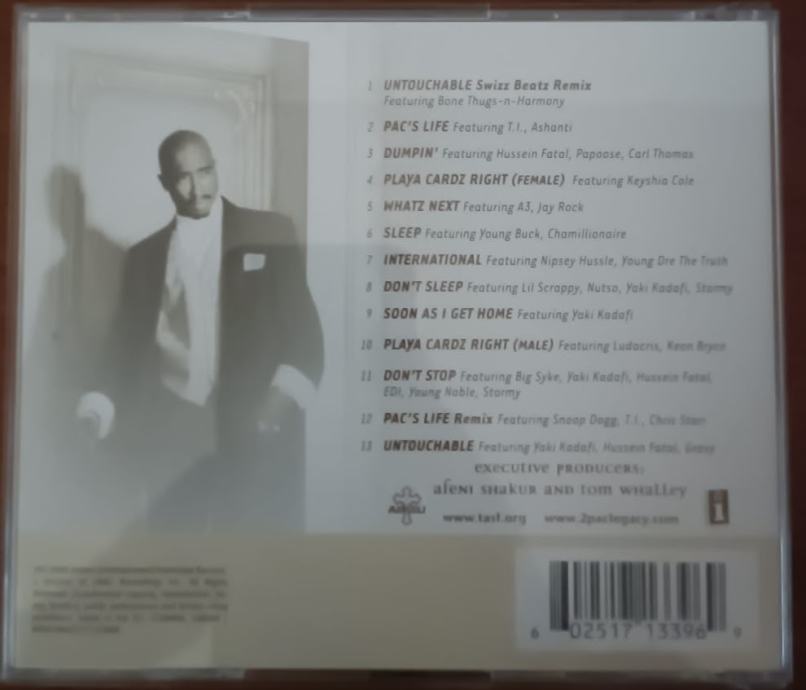 1 UNTOUCHABLE Swizz Beatz Remix
Featuring Bone Thugs-n-Harmony
2 PAC'S LIFE Featuring T.I., Ashanti
3 DUMPIN' Featuring Hussein Fatal, Papoose, Carl Thomas
4 PLAYA CARDZ RIGHT (FEMALE) Featuring Keyshia Cole
5 WHATZ NEXT Featuring A3, Jay Rock
6 SLEEP Featuring Young Buck, Chamillionaire
7 INTERNATIONAL Featuring Nipsey Hussle, Young Dre The Truth
8 DON'T SLEEP Featuring Lil Scrappy, Nutso, Yaki Kadafi, Stormy
9 SOON AS I GET HOME Featuring Yaki Kadafi
10 PLAYA CARDZ RIGHT (MALE) Featuring Ludacris, Keon Bryce
11 DON'T STOP Featuring Big Syke, Yaki Kadafi, Hussein Fatal,
EDI, Young Noble, Stormy
12 PAC'S LIFE Remix Featuring Snoop Dogg, T.I., Chris Starr
13 UNTOUCHABLE Featuring Yaki Kadafi, Hussein Fatal, Gravy
executive PRODUCERS:
afeNI SHAKUR AND tom WHALLey
AMARU
www.tasf.org www.2paclegacy.com
i
6 02517 13396 9